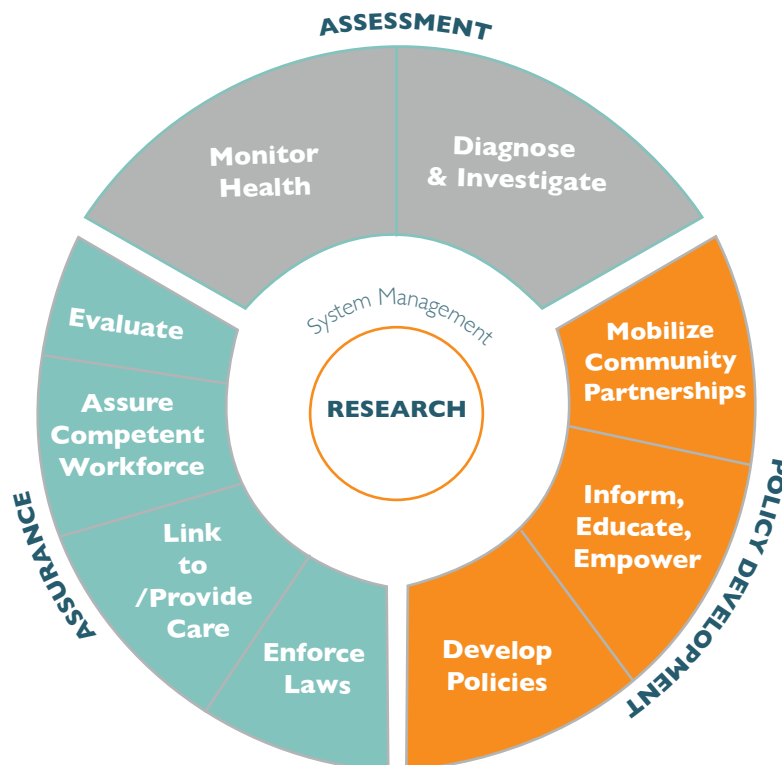 ASSESSMENT
Monitor
Health
Diagnose
& Investigate
Evaluate
Assure
Competent
Workforce
Link
to
/Provide
Care
Enforce
Laws
ASSURANCE
System Management
RESEARCH
Mobilize
Community
Partnerships
Inform,
Educate,
Empower
Develop
Policies
POLICY DEVELOPMENT